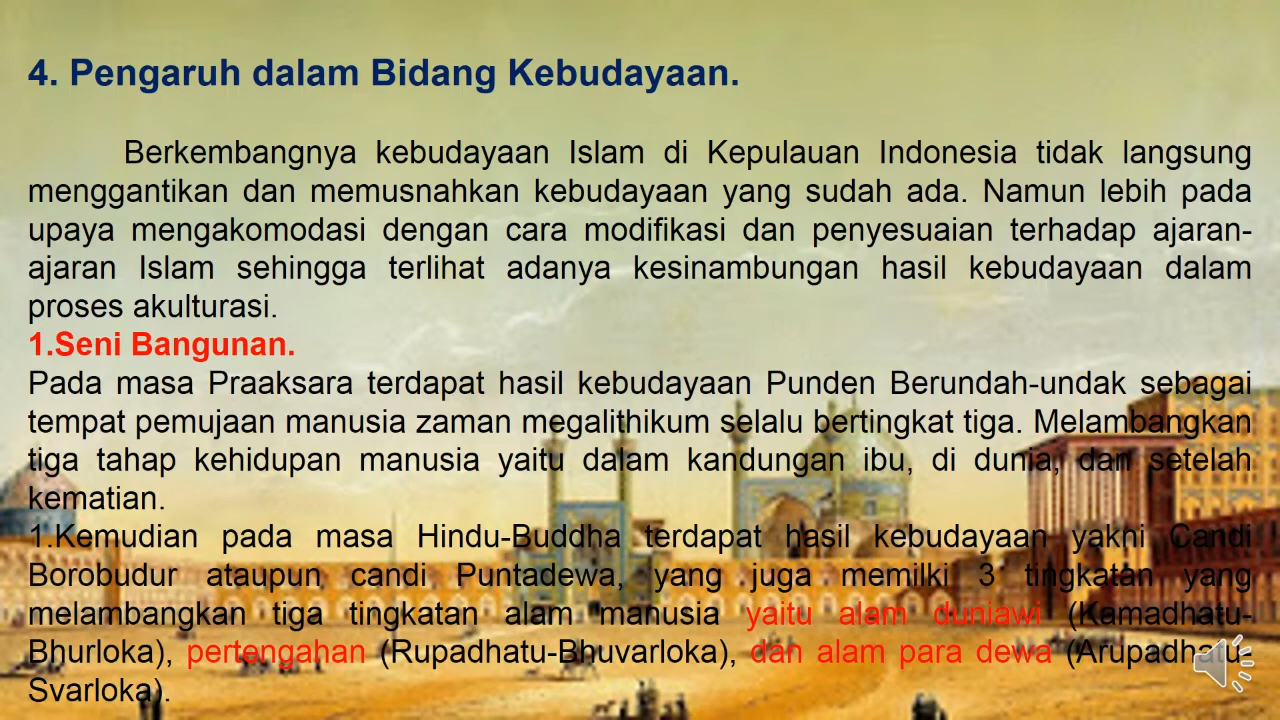 4. Pengaruh dalam Bidang Kebudayaan.
Berkembangnya kebudayaan Islam di Kepulauan Indonesia tidak langsung
menggantikan dan memusnahkan kebudayaan yang sudah ada. Namun lebih pada
upaya mengakomodasi dengan cara modifikasi dan penyesuaian terhadap ajaran-
ajaran Islam sehingga terlihat adanya kesinambungan hasil kebudayaan dalam
proses akulturasi.
1.Seni Bangunan.
Pada masa Praaksara terdapat hasil kebudayaan Punden Berundah-undak sebagai
tempat pemujaan manusia zaman megalithikum selalu bertingkat tiga. Melambangkan
tiga tahap kehidupan manusia yaitu dalam kandungan ibu, di dunia, dan setelah
kematian.
1.Kemudian pada masa Hindu-Buddha terdapat hasil kebudayaan yakni Candi
Borobudur ataupun candi Puntadewa, yang juga memilki 3 tingkatan yang
melambangkan tiga tingkatan alam manusia yaitu alam duniawi (Kamadhatu-
Bhurloka), pertengahan (Rupadhatu-Bhuvarloka), dan alam para dewa (Arupadhatu-
Svarloka).